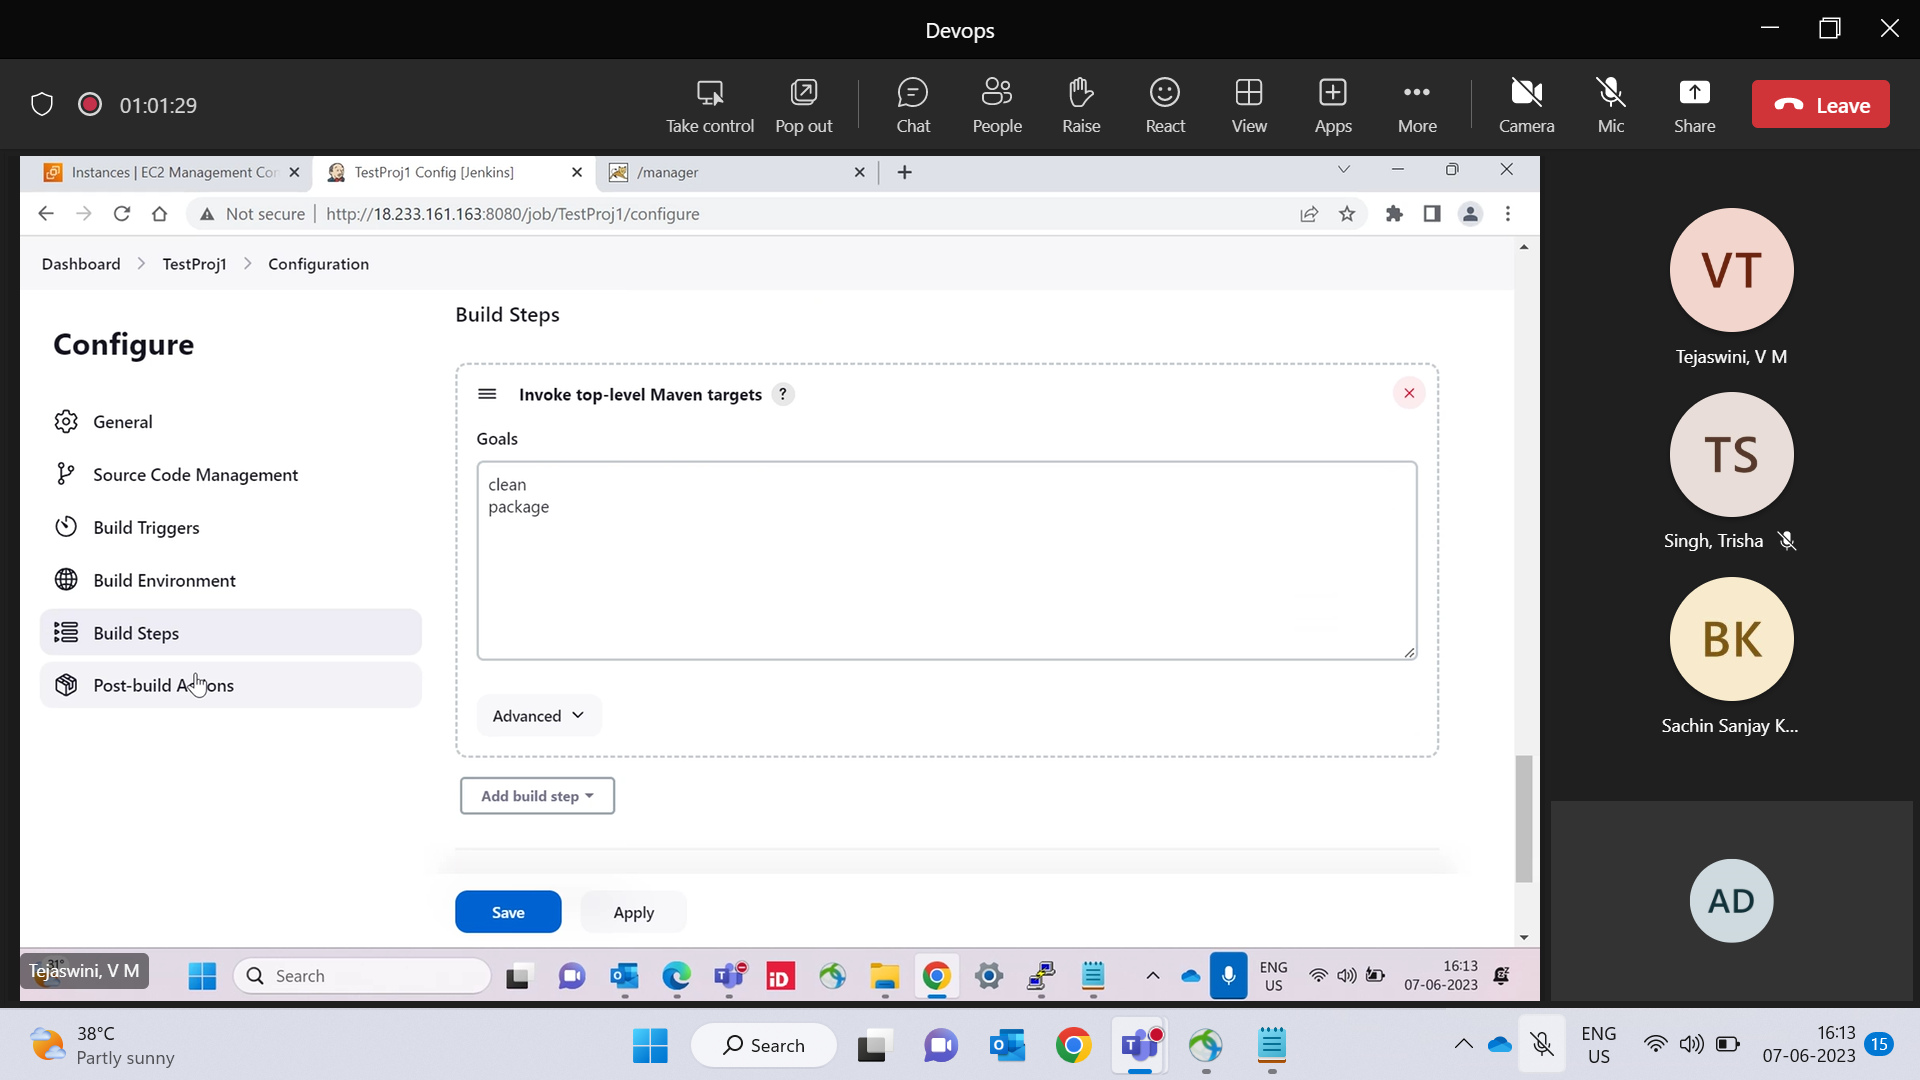 Devops
01:01:29
Take control
Pop out
Chat
People
Raise
React
View
Apps
More
Camera
Mic
Share
Leave
Instances | EC2 Management Con
TestProj1 Config [Jenkins]
/manager
Not secure
http://18.233.161.163:8080/job/TestProj1/configure
Dashboard
TestProj1
Configuration
Configure
General
Source Code Management
Build Triggers
Build Environment
Build Steps
Post-build
Build Steps
Invoke top-level Maven targets ?
Goals
clean
package
Advanced
Add build step
Save
Apply
VT
Tejaswini, V M
TS
Singh, Trisha
BK
Sachin Sanjay K...
AD
Tejaswini, V M
31°
Search
iD
ENG
US
16:13
07-06-2023
38°C
Partly sunny
Search
ENG
US
16:13
07-06-2023
15